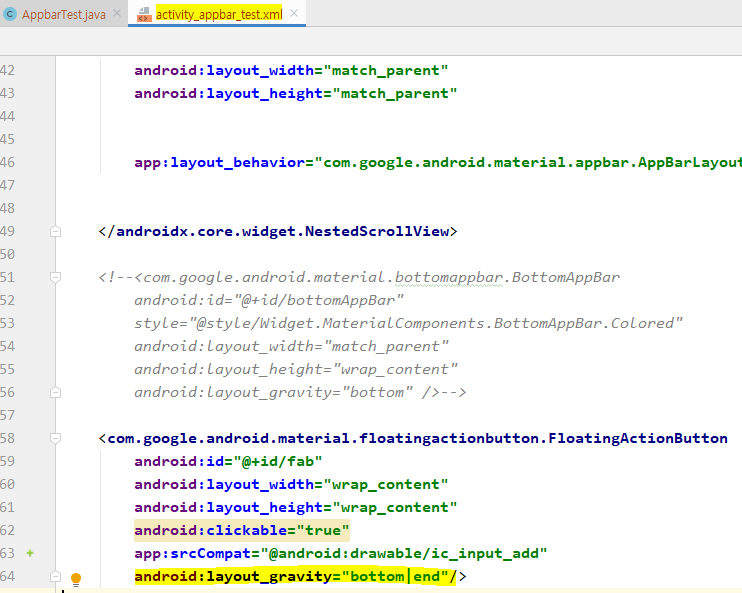 AppbarTest.java
activity_appbar_test.xml
42 android:layout_width="match_parent"
43 android:layout_height="match_parent"
44
45
46 app:layout_behavior="com.google.android.material.appbar.AppBarLayout
47
48
49 </androidx.core.widget.NestedScrollView>
50
51 <!--<com.google.android.material.bottomappbar.BottomAppBar
52 android:id="@+id/bottomAppBar"
53 style="@style/Widget.MaterialComponents.BottomAppBar.Colored"
54 android:layout_width="match_parent"
55 android:layout_height="wrap_content"
56 android:layout_gravity="bottom" />-->
57
58 <com.google.android.material.floatingactionbutton.FloatingActionButton
59 android:id="@+id/fab"
60 android:layout_width="wrap_content"
61 android:layout_height="wrap_content"
62 android:clickable="true"
63 app:srcCompat="@android:drawable/ic_input_add"
64 android:layout_gravity="bottom|end"/>